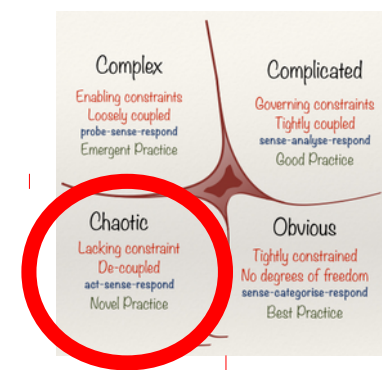 Complex
Enabling constraints
Loosely coupled
probe-sense-respond
Emergent Practice
Complicated
Governing constraints
Tightly coupled
sense-analyse-respond
Good Practice
Chaotic
Lacking constraint
De-coupled
act-sense-respond
Novel Practice
Obvious
Tightly constrained
No degrees of freedom
sense-categorise-respond
Best Practice